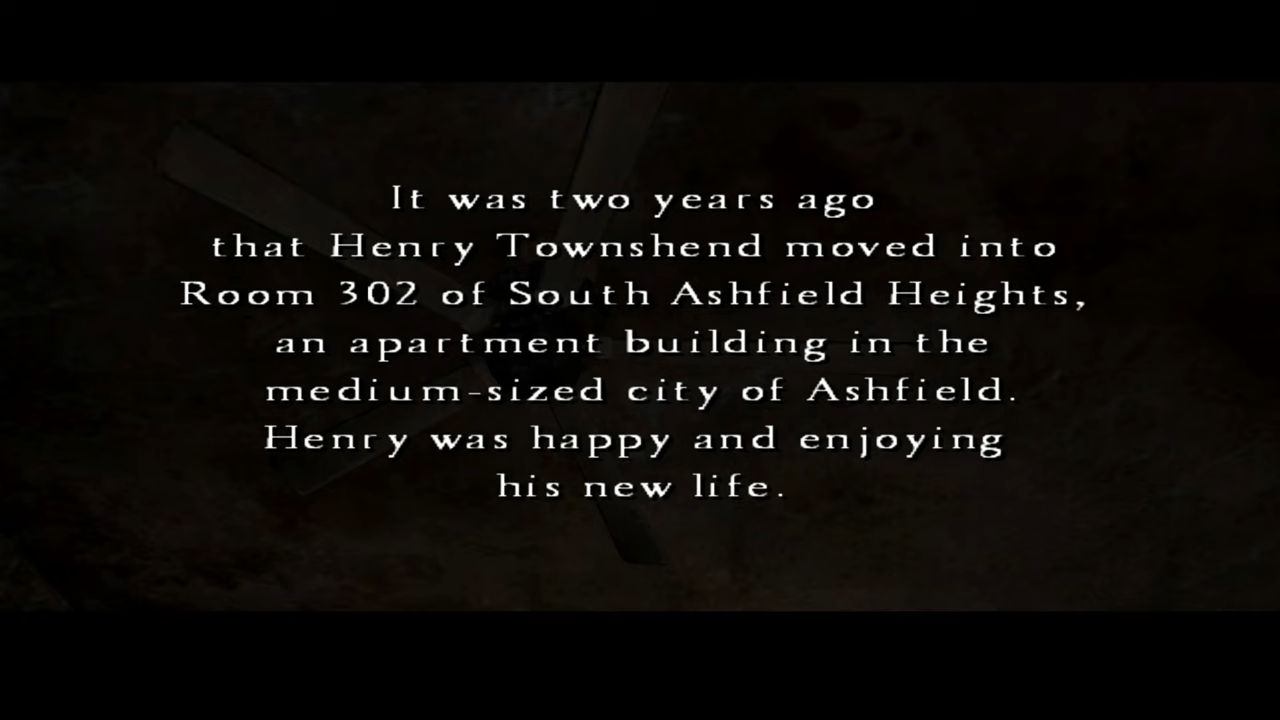 It was two years ago
that Henry Townshend moved into
Room 302 of South Ashfield Heights,
an apartment building in the
medium-sized city of Ashfield.
Henry was happy and enjoying
his new life.